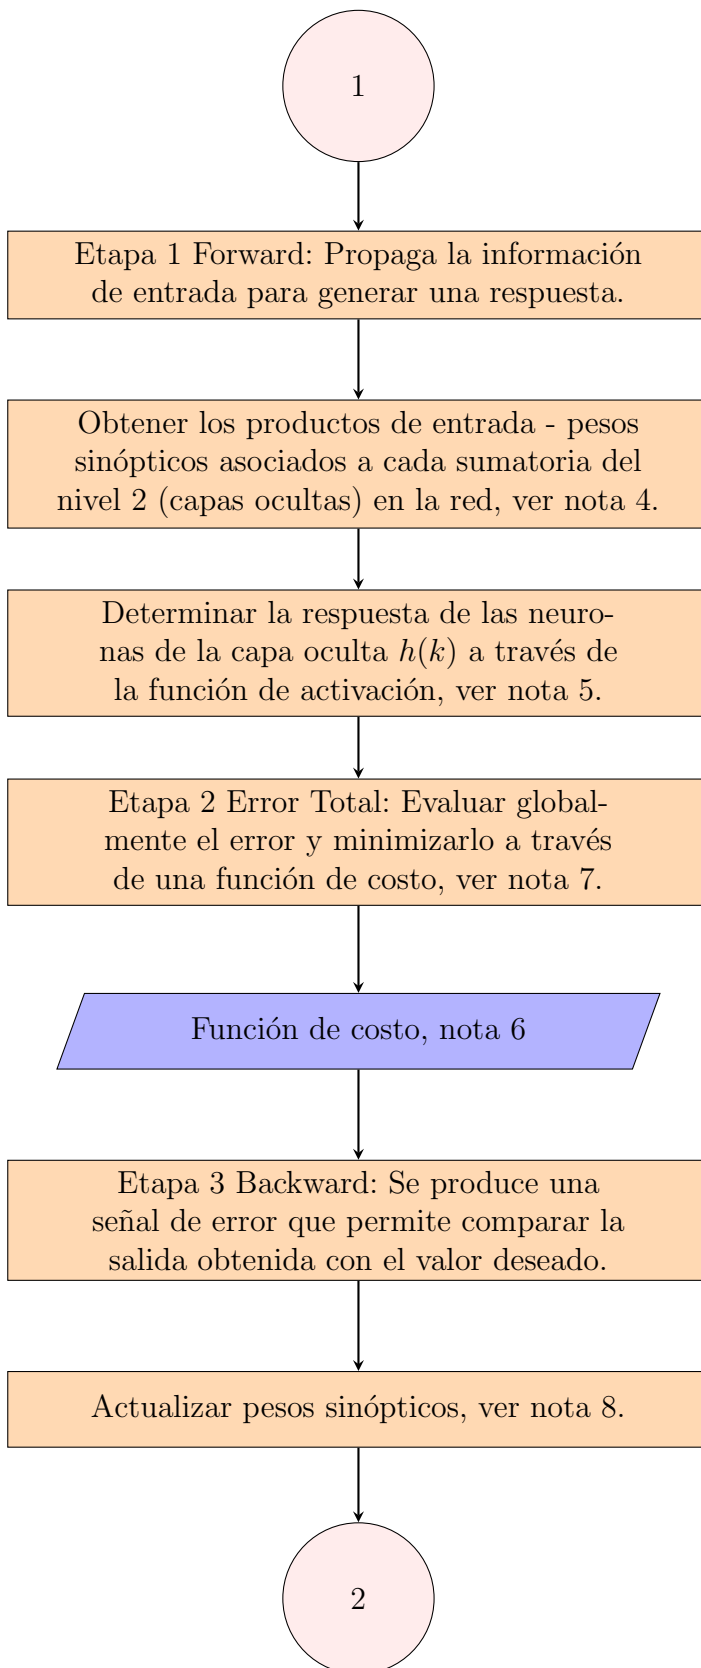 1
Etapa 1 Forward: Propaga la información
de entrada para generar una respuesta.
Obtener los productos de entrada - pesos
sinópticos asociados a cada sumatoria del
nivel 2 (capas ocultas) en la red, ver nota 4.
Determinar la respuesta de las neuro-
nas de la capa oculta h(k) a través de
la función de activación, ver nota 5.
Etapa 2 Error Total: Evaluar global-
mente el error y minimizarlo a través
de una función de costo, ver nota 7.
Función de costo, nota 6
Etapa 3 Backward: Se produce una
señal de error que permite comparar la
salida obtenida con el valor deseado.
Actualizar pesos sinópticos, ver nota 8.
2